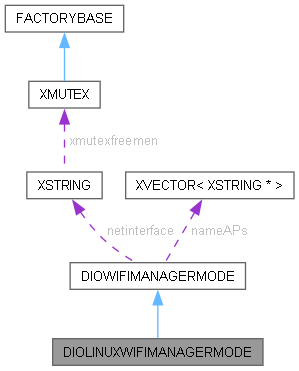 FACTORYBASE
XMUTEX
xmutexfreemen
XSTRING
XVECTOR< XSTRING * >
netinterface
nameAPs
DIOWIFIMANAGERMODE
DIOLINUXWIFIMANAGERMODE